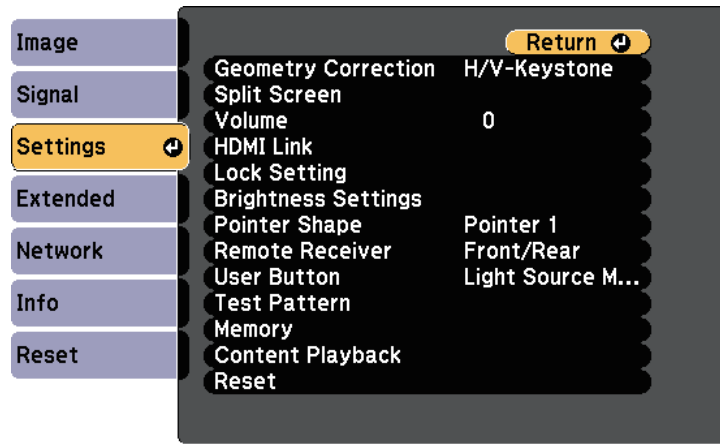 Image
Signal
Settings
Extended
Network
Info
Reset
Return
Geometry Correction H/V-Keystone
Split Screen
Volume 0
HDMI Link
Lock Setting
Brightness Settings
Pointer Shape Pointer 1
Remote Receiver Front/Rear
User Button Light Source M...
Test Pattern
Memory
Content Playback
Reset